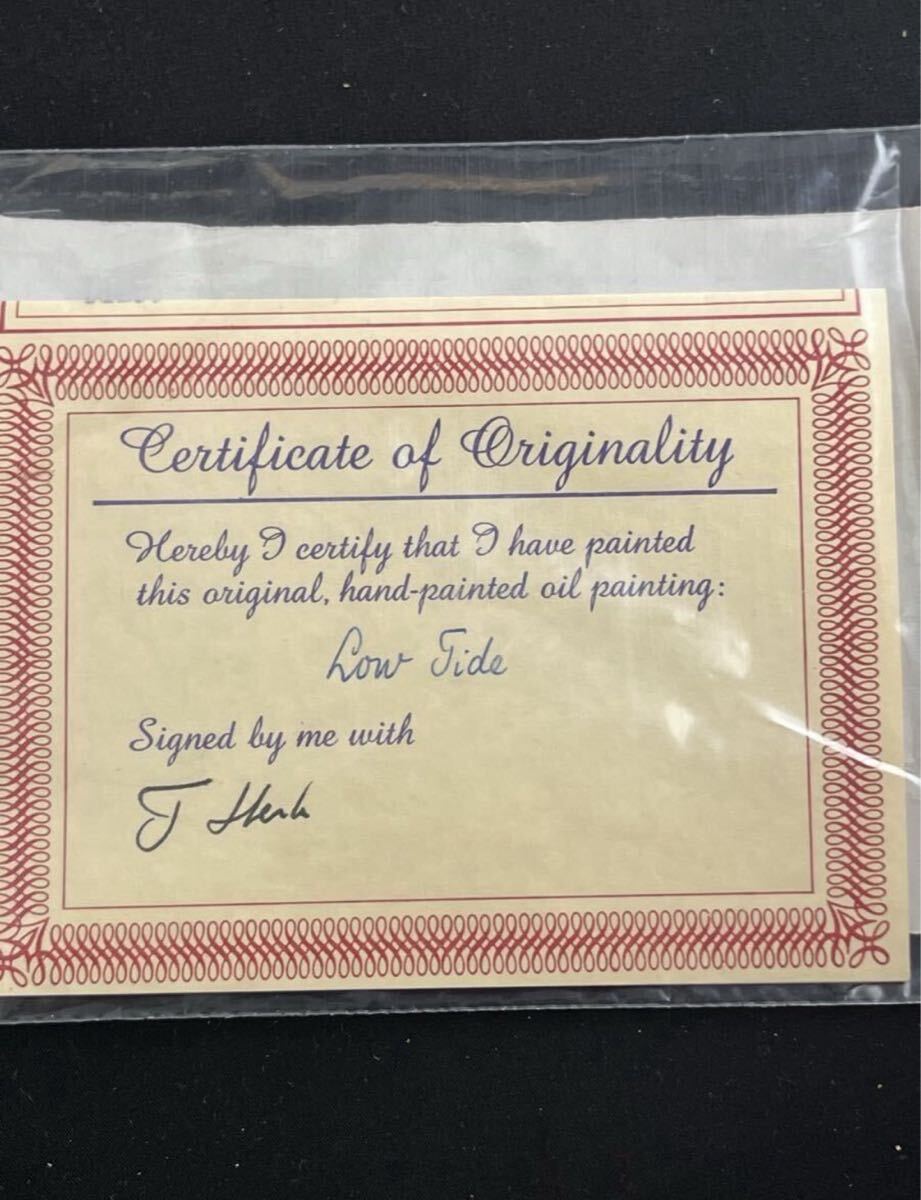 Certificate of Originality
Hereby I certify that I have painted
this original, hand-painted oil painting:
Low Tide
Signed by me with